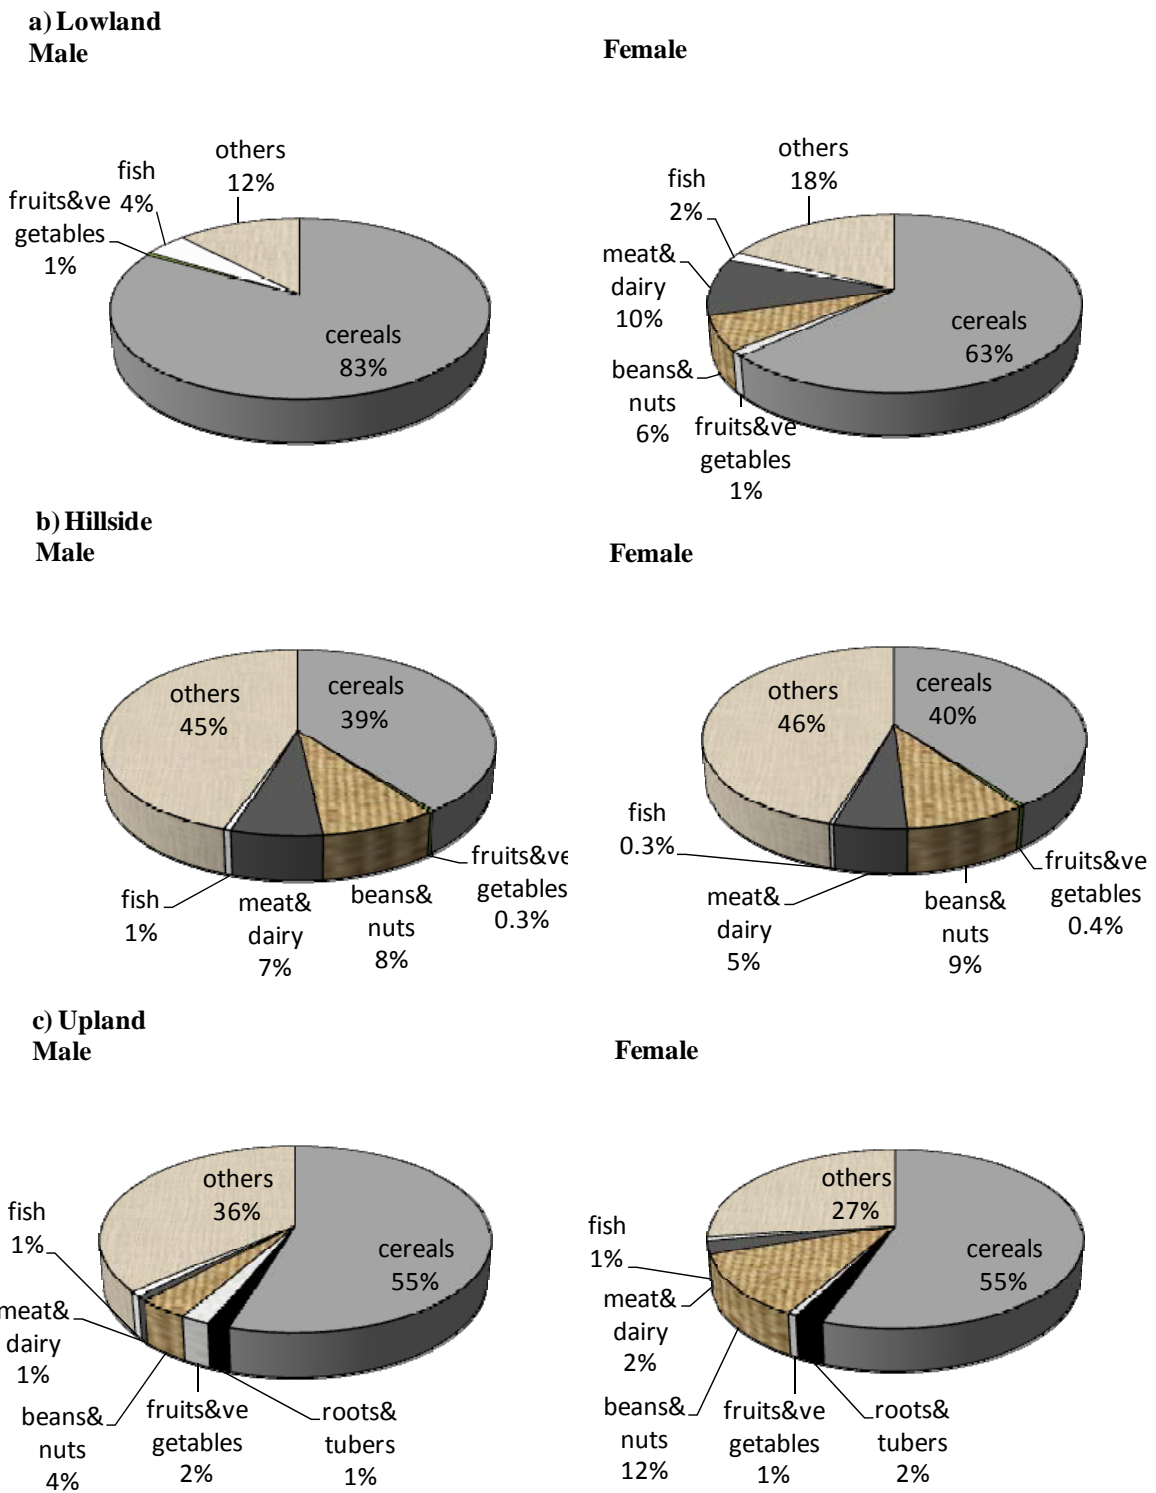 a) Lowland
Male
Female
others
12%
fish
4%
fruits&ve
getables
1%
cereals
83%
others
18%
fish
2%
meat&
dairy
10%
beans&
nuts
6%
fruits&ve
getables
1%
cereals
63%
b) Hillside
Male
Female
others
45%
cereals
39%
fish
1%
meat&
dairy
7%
beans&
nuts
8%
fruits&ve
getables
0.3%
others
46%
cereals
40%
fish
0.3%
meat&
dairy
5%
beans&
nuts
9%
fruits&ve
getables
0.4%
c) Upland
Male
Female
others
36%
fish
1%
cereals
55%
meat&
dairy
1%
beans&
nuts
4%
fruits&ve
getables
2%
roots&
tubers
1%
others
27%
fish
1%
cereals
55%
meat&
dairy
2%
beans&
nuts
12%
fruits&ve
getables
1%
roots&
tubers
2%